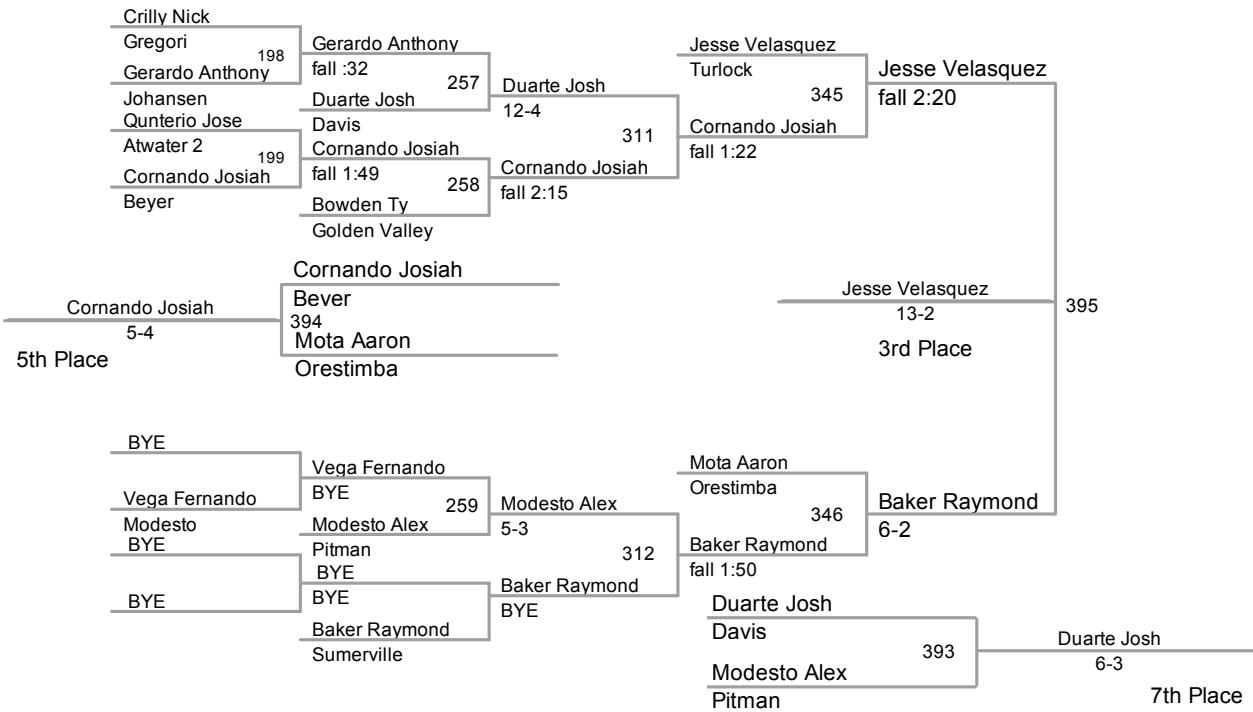 Crilly Nick
Gregori
198
Gerardo Anthony
Johansen
Qunterio Jose
Atwater 2
199
Cornando Josiah
Beyer
Gerardo Anthony
fall :32
257
Duarte Josh
Davis
Cornando Josiah
fall 1:49
258
Bowden Ty
Golden Valley
Duarte Josh
12-4
311
Cornando Josiah
fall 2:15
Jesse Velasquez
Turlock
345
Cornando Josiah
fall 1:22
Jesse Velasquez
fall 2:20
Cornando Josiah
5-4
5th Place
Cornando Josiah
Beyer
394
Mota Aaron
Orestimba
Jesse Velasquez
13-2
3rd Place
395
BYE
Vega Fernando
Modesto
BYE
BYE
Vega Fernando
BYE
259
Modesto Alex
Pitman
BYE
BYE
Baker Raymond
Sumerville
Modesto Alex
5-3
312
Baker Raymond
BYE
Mota Aaron
Orestimba
346
Baker Raymond
fall 1:50
Baker Raymond
6-2
Duarte Josh
Davis
393
Modesto Alex
Pitman
Duarte Josh
6-3
7th Place